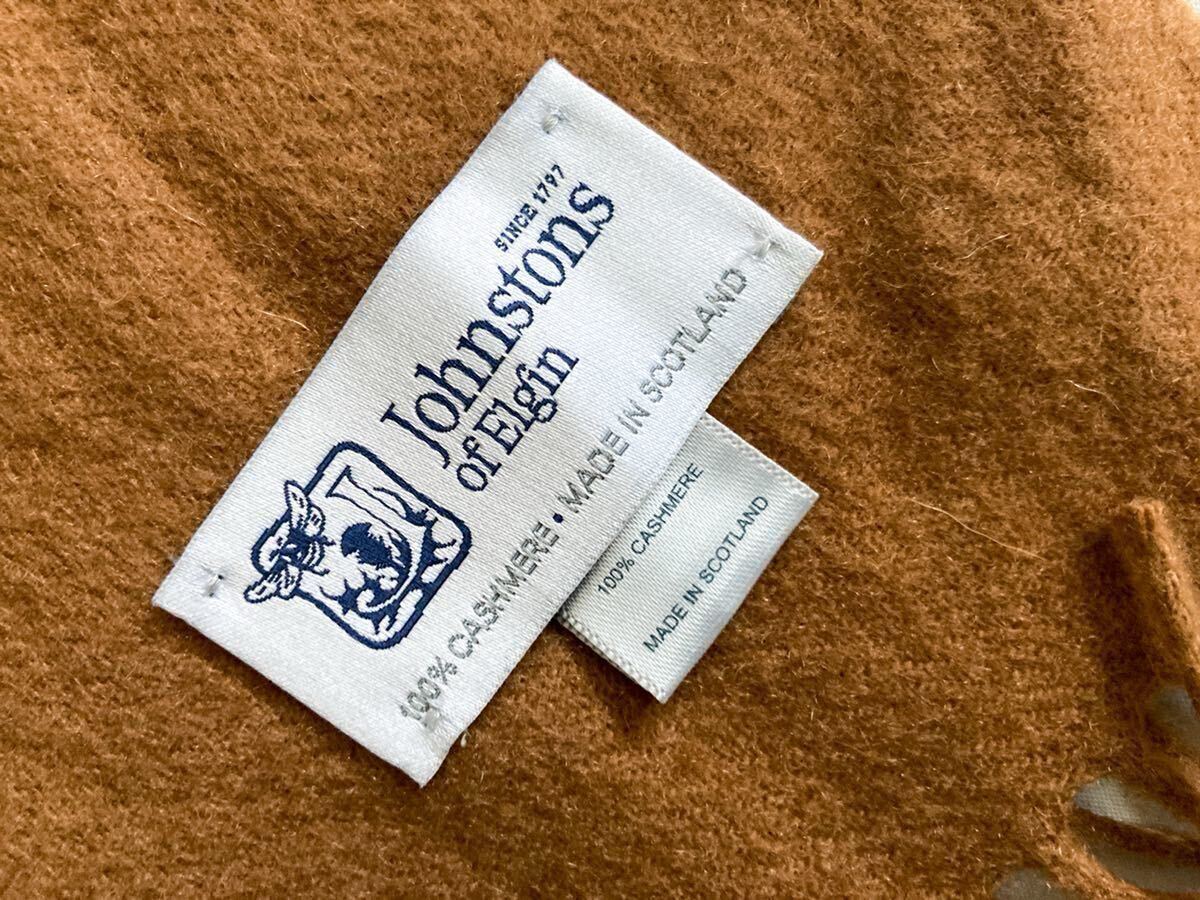 SINCE 1797
Johnstons
of Elgin
100% CASHMERE • MADE IN SCOTLAND
100% CASHMERE
MADE IN SCOTLAND